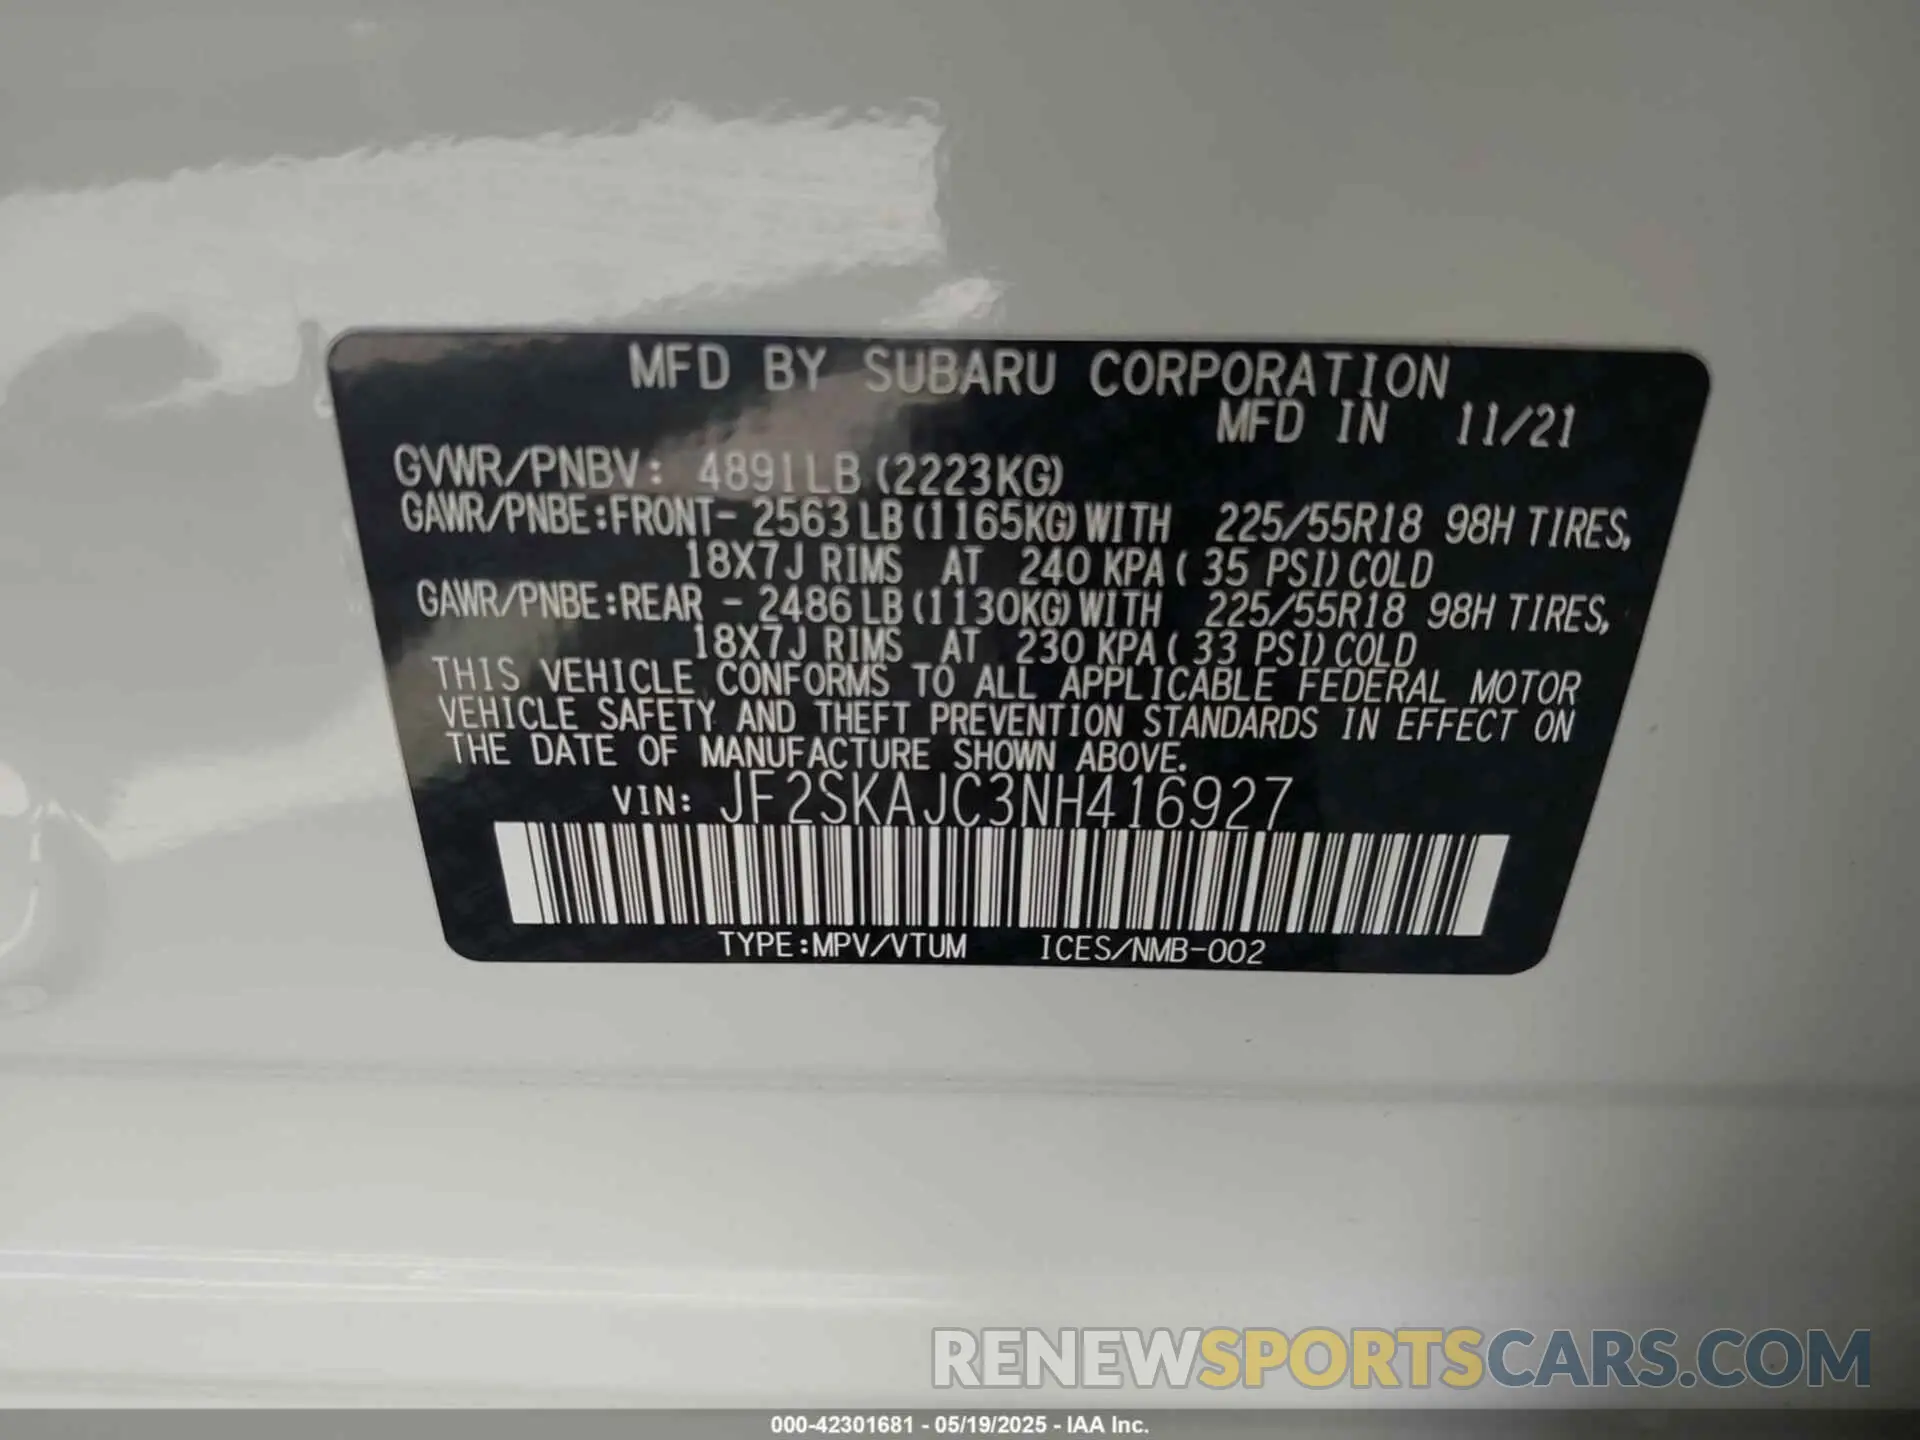 MFD BY SUBARU CORPORATION
MFD IN 11/21
GVWR/PNBV: 4891LB (2223KG)
GAWR/PNBE:FRONT- 2563 LB (1165KG) WITH 225/55R18 98H TIRES,
18X7J RIMS AT 240 KPA ( 35 PSI) COLD
GAWR/PNBE:REAR - 2486 LB (1130KG) WITH 225/55R18 98H TIRES,
18X7J RIMS AT 230 KPA ( 33 PSI) COLD
THIS VEHICLE CONFORMS TO ALL APPLICABLE FEDERAL MOTOR
VEHICLE SAFETY AND THEFT PREVENTION STANDARDS IN EFFECT ON
THE DATE OF MANUFACTURE SHOWN ABOVE.
VIN: JF2SKAJC3NH416927
TYPE:MPV/VTUM ICES/NMB-002
RENEWSPORTSCARS.COM
000-42301681 - 05/19/2025 - IAA Inc.